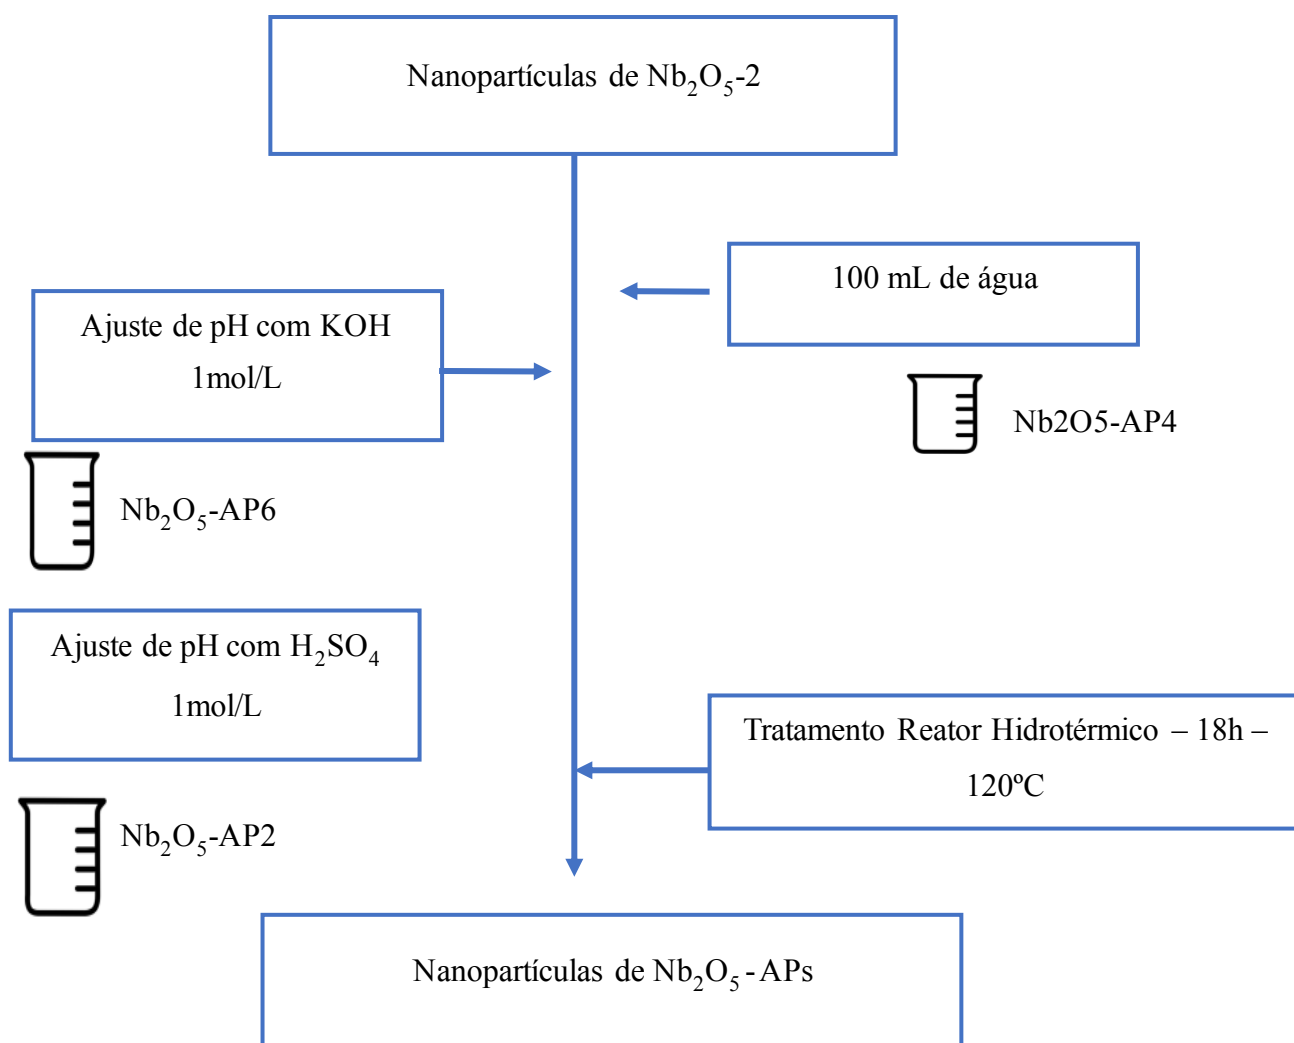 Nanopartículas de Nb₂O₅-2
100 mL de água
Ajuste de pH com KOH
1mol/L
Nb2O5-AP4
Nb₂O₅-AP6
Ajuste de pH com H₂SO₄
1mol/L
Tratamento Reator Hidrotérmico – 18h –
120ºC
Nb₂O₅-AP2
Nanopartículas de Nb₂O₅ - APs